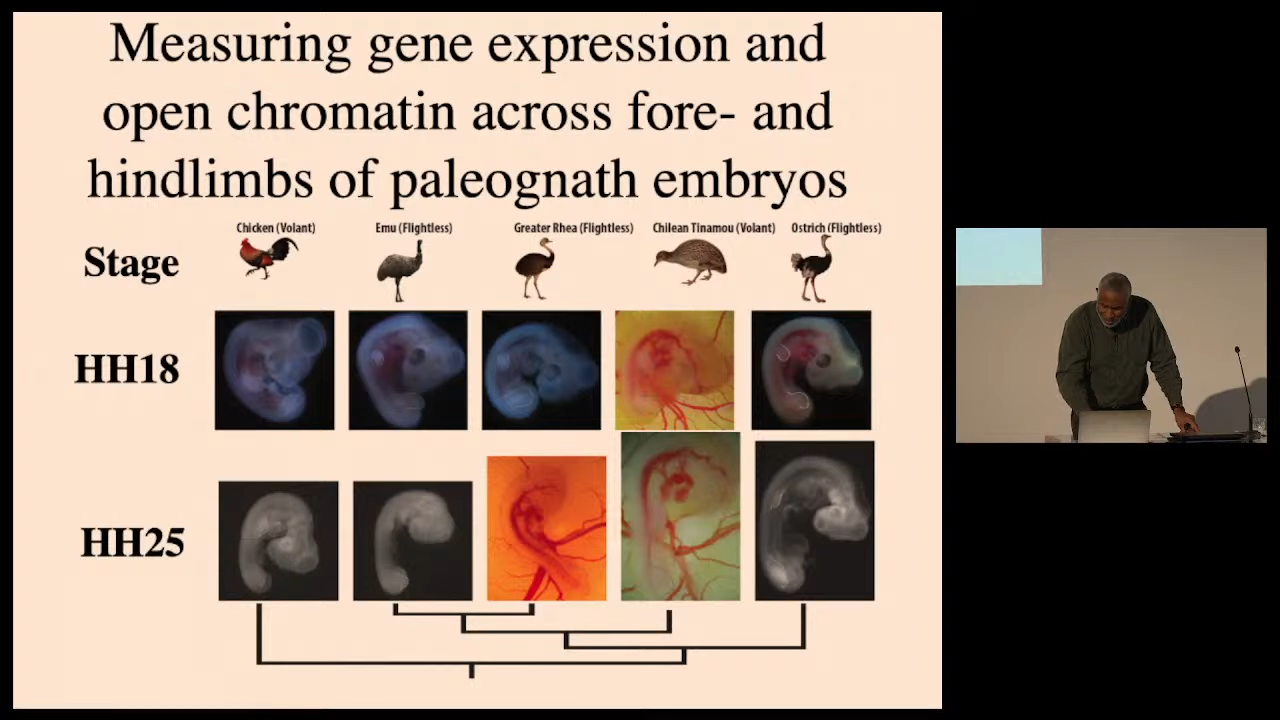 Measuring gene expression and
open chromatin across fore- and
hindlimbs of paleognath embryos
Chicken (Volant) Emu (Flightless) Greater Rhea (Flightless) Chilean Tinamou (Volant) Ostrich (Flightless)
Stage
HH18
HH25